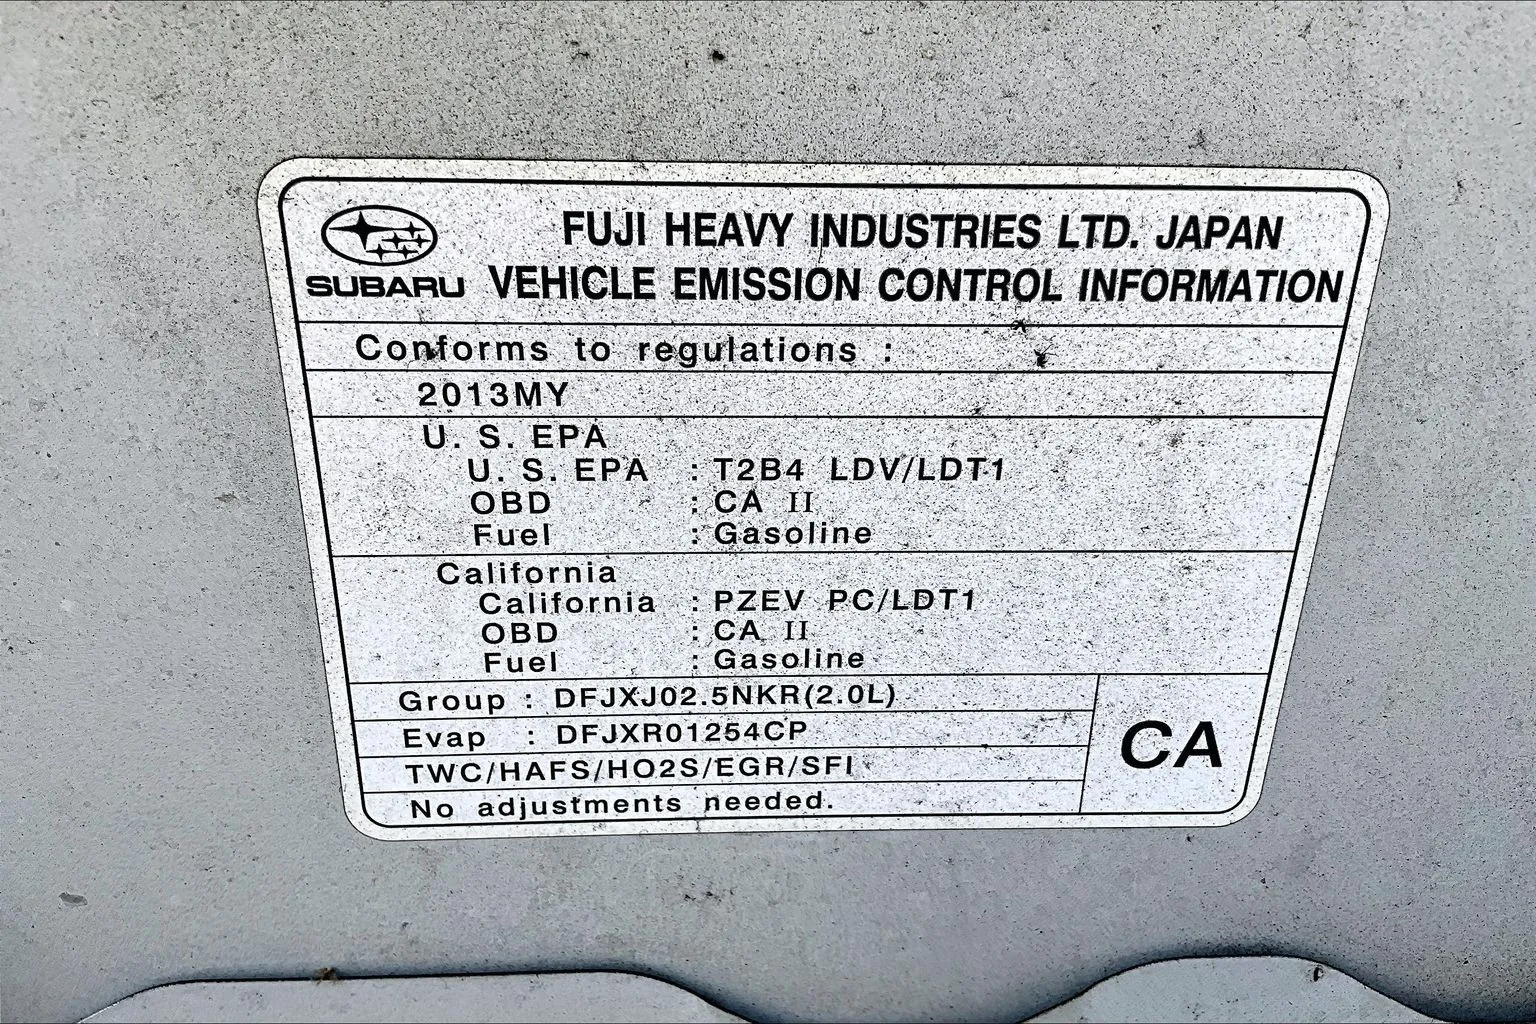 FUJI HEAVY INDUSTRIES LTD. JAPAN
SUBARU VEHICLE EMISSION CONTROL INFORMATION
Conforms to regulations :
2013MY
U. S. EPA
U. S. EPA : T2B4 LDV/LDT1
OBD : CA II
Fuel : Gasoline
California
California : PZEV PC/LDT1
OBD : CA II
Fuel : Gasoline
Group : DFJXJ02.5NKR(2.0L)
Evap : DFJXR01254CP
TWC/HAFS/HO2S/EGR/SFI
No adjustments needed.
CA